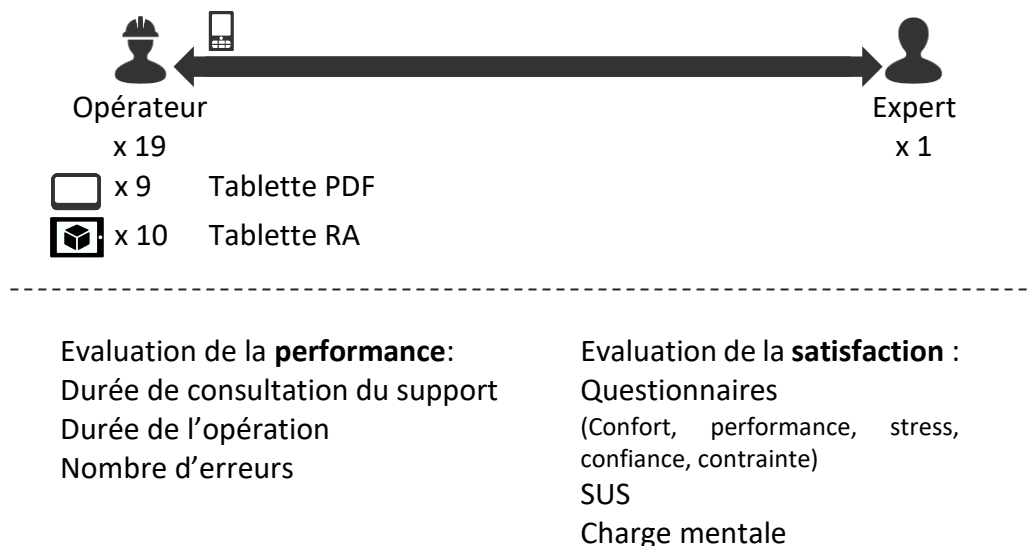 Opérateur
x 19
Expert
x 1
x 9 Tablette PDF
x 10 Tablette RA
Evaluation de la performance:
Durée de consultation du support
Durée de l’opération
Nombre d’erreurs
Evaluation de la satisfaction :
Questionnaires
(Confort, performance, stress,
confiance, contrainte)
SUS
Charge mentale